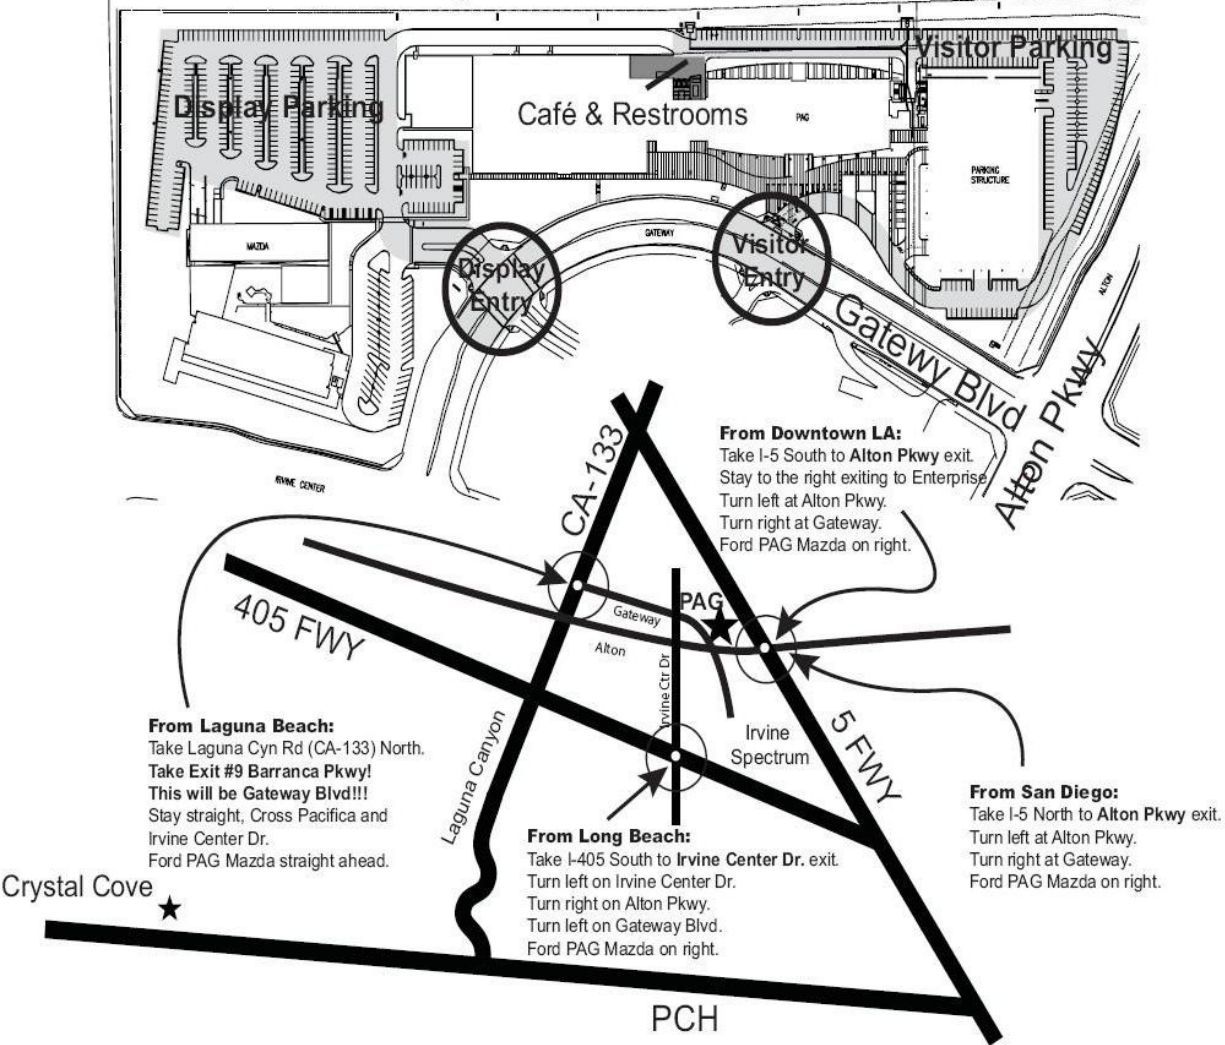 Visitor Parking
Display Parking
Café & Restrooms
PAG
PARKING
STRUCTURE
MAZDA
GATEWAY
Display
Entry
Visitor
Entry
ALTON
Gatewy Blvd
Alton Pkwy
IRVINE CENTER
From Downtown LA:
Take I-5 South to Alton Pkwy exit.
Stay to the right exiting to Enterprise
Turn left at Alton Pkwy.
Turn right at Gateway.
Ford PAG Mazda on right.
CA-133
405 FWY
Gateway
PAG
Alton
Irvine Ctr Dr
Irvine
Spectrum
5 FWY
Laguna Canyon
From Laguna Beach:
Take Laguna Cyn Rd (CA-133) North.
Take Exit #9 Barranca Pkwy!
This will be Gateway Blvd!!!
Stay straight, Cross Pacifica and
Irvine Center Dr.
Ford PAG Mazda straight ahead.
From Long Beach:
Take I-405 South to Irvine Center Dr. exit.
Turn left on Irvine Center Dr.
Turn right on Alton Pkwy.
Turn left on Gateway Blvd.
Ford PAG Mazda on right.
From San Diego:
Take I-5 North to Alton Pkwy exit.
Turn left at Alton Pkwy.
Turn right at Gateway.
Ford PAG Mazda on right.
Crystal Cove
PCH